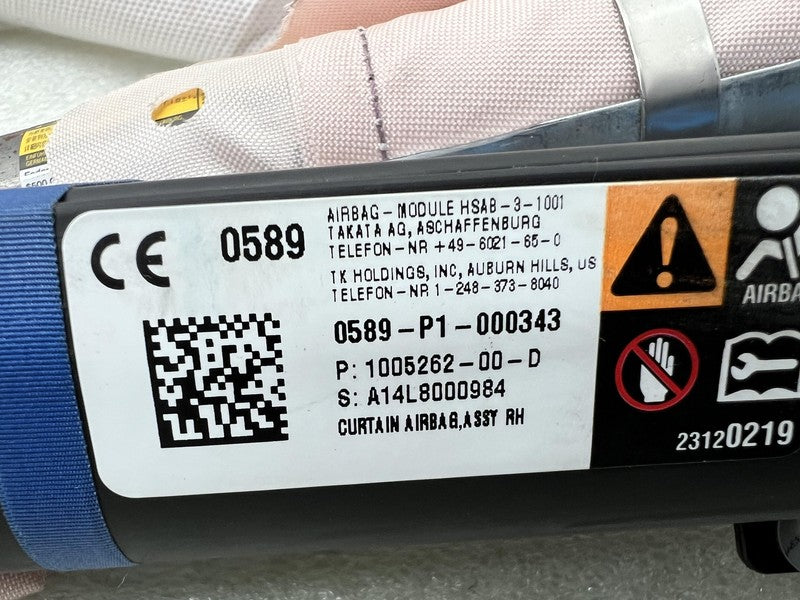 CE 0589
AIRBAG-MODULE HSAB-3-1001
TAKATA AG, ASCHAFFENBURG
TELEFON-NR +49-6021-65-0
TK HOLDINGS, INC, AUBURN HILLS, US
TELEFON-NR 1-248-373-8040
0589-P1-000343
P: 1005262-00-D
S: A14L8000984
CURTAIN AIRBAG,ASSY RH
AIRBA
23120219